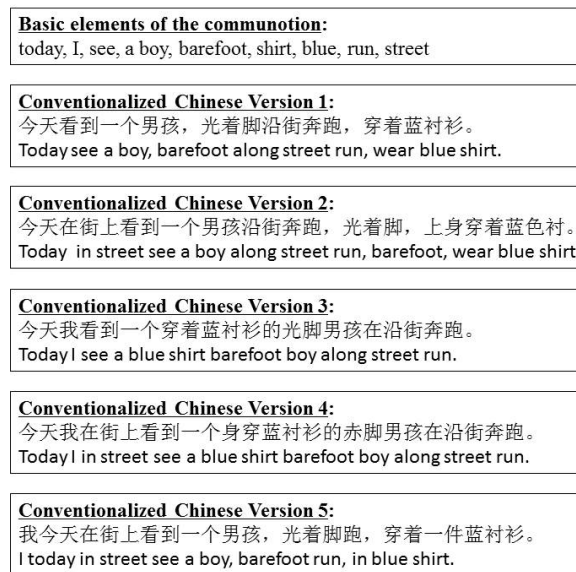 Basic elements of the communotion:
today, I, see, a boy, barefoot, shirt, blue, run, street
Conventionalized Chinese Version 1:
今天看到一个男孩，光着脚沿街奔跑，穿着蓝衬衫。
Today see a boy, barefoot along street run, wear blue shirt.
Conventionalized Chinese Version 2:
今天在街上看到一个男孩沿街奔跑，光着脚，上身穿着蓝色衬。
Today in street see a boy along street run, barefoot, wear blue shirt
Conventionalized Chinese Version 3:
今天我看到一个穿着蓝衬衫的光脚男孩在沿街奔跑。
Today I see a blue shirt barefoot boy along street run.
Conventionalized Chinese Version 4:
今天我在街上看到一个身穿蓝衬衫的赤脚男孩在沿街奔跑。
Today I in street see a blue shirt barefoot boy along street run.
Conventionalized Chinese Version 5:
我今天在街上看到一个男孩，光着脚跑，穿着一件蓝衬衫。
I today in street see a boy, barefoot run, in blue shirt.